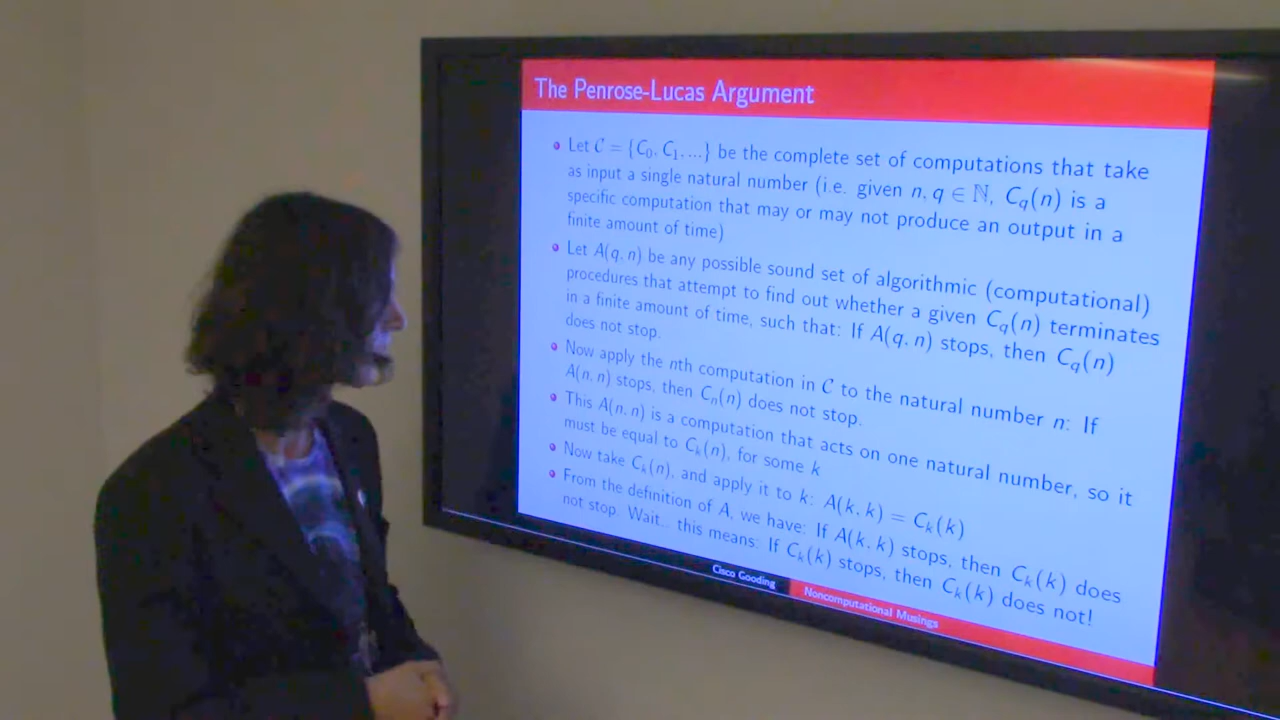 The Penrose-Lucas Argument
Let C = {C₀, C₁, ...} be the complete set of computations that take
as input a single natural number (i.e. given n, q ∈ ℕ, C_q(n) is a
specific computation that may or may not produce an output in a
finite amount of time)
Let A(q, n) be any possible sound set of algorithmic (computational)
procedures that attempt to find out whether a given C_q(n) terminates
in a finite amount of time, such that: If A(q, n) stops, then C_q(n)
does not stop.
Now apply the nth computation in C to the natural number n: If
A(n, n) stops, then C_n(n) does not stop.
This A(n, n) is a computation that acts on one natural number, so it
must be equal to C_k(n), for some k
Now take C_k(n), and apply it to k: A(k, k) = C_k(k)
From the definition of A, we have: If A(k, k) stops, then C_k(k) does
not stop. Wait... this means: If C_k(k) stops, then C_k(k) does not!
Cisco Gooding
Noncomputational Musings